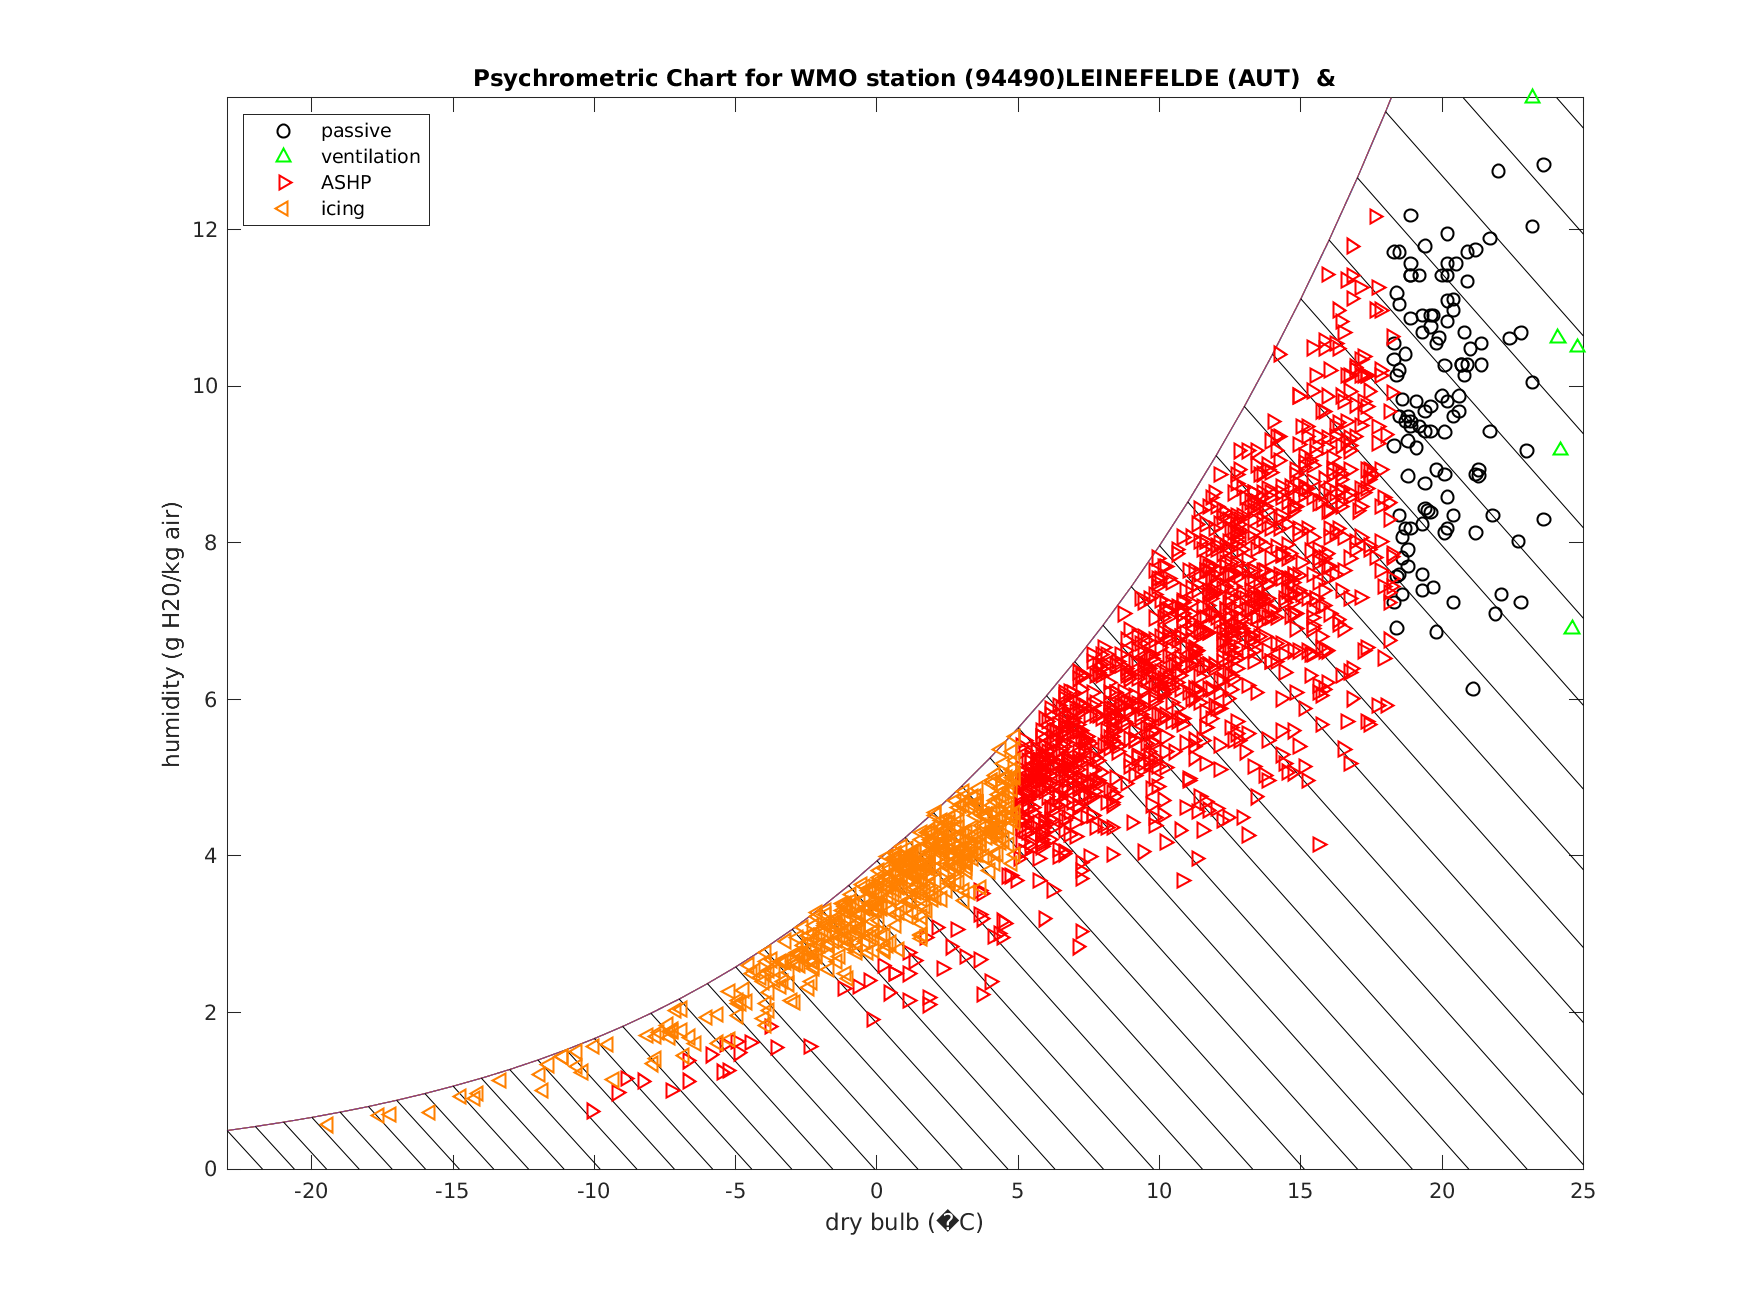 Psychrometric Chart for WMO station (94490)LEINEFELDE (AUT)  &
passive
ventilation
ASHP
icing
humidity (g H20/kg air)
12
10
8
6
4
2
0
-20 -15 -10 -5 0 5 10 15 20 25
dry bulb (�C)